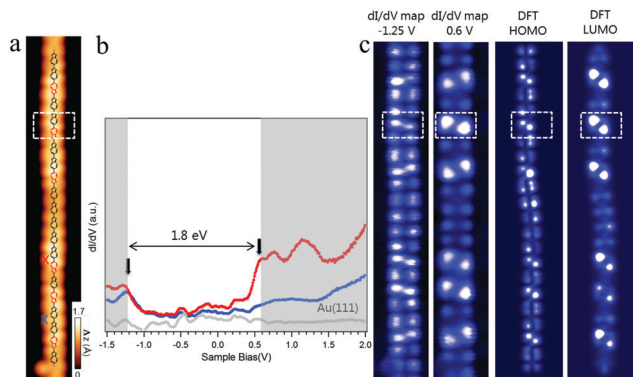 a
b
c
dI/dV map
-1.25 V
dI/dV map
0.6 V
DFT
HOMO
DFT
LUMO
X
X
1.7
Δ z (Å)
0
dI/dV (a.u.)
1.8 eV
Au(111)
-1.5 -1.0 -0.5 0.0 0.5 1.0 1.5 2.0
Sample Bias(V)